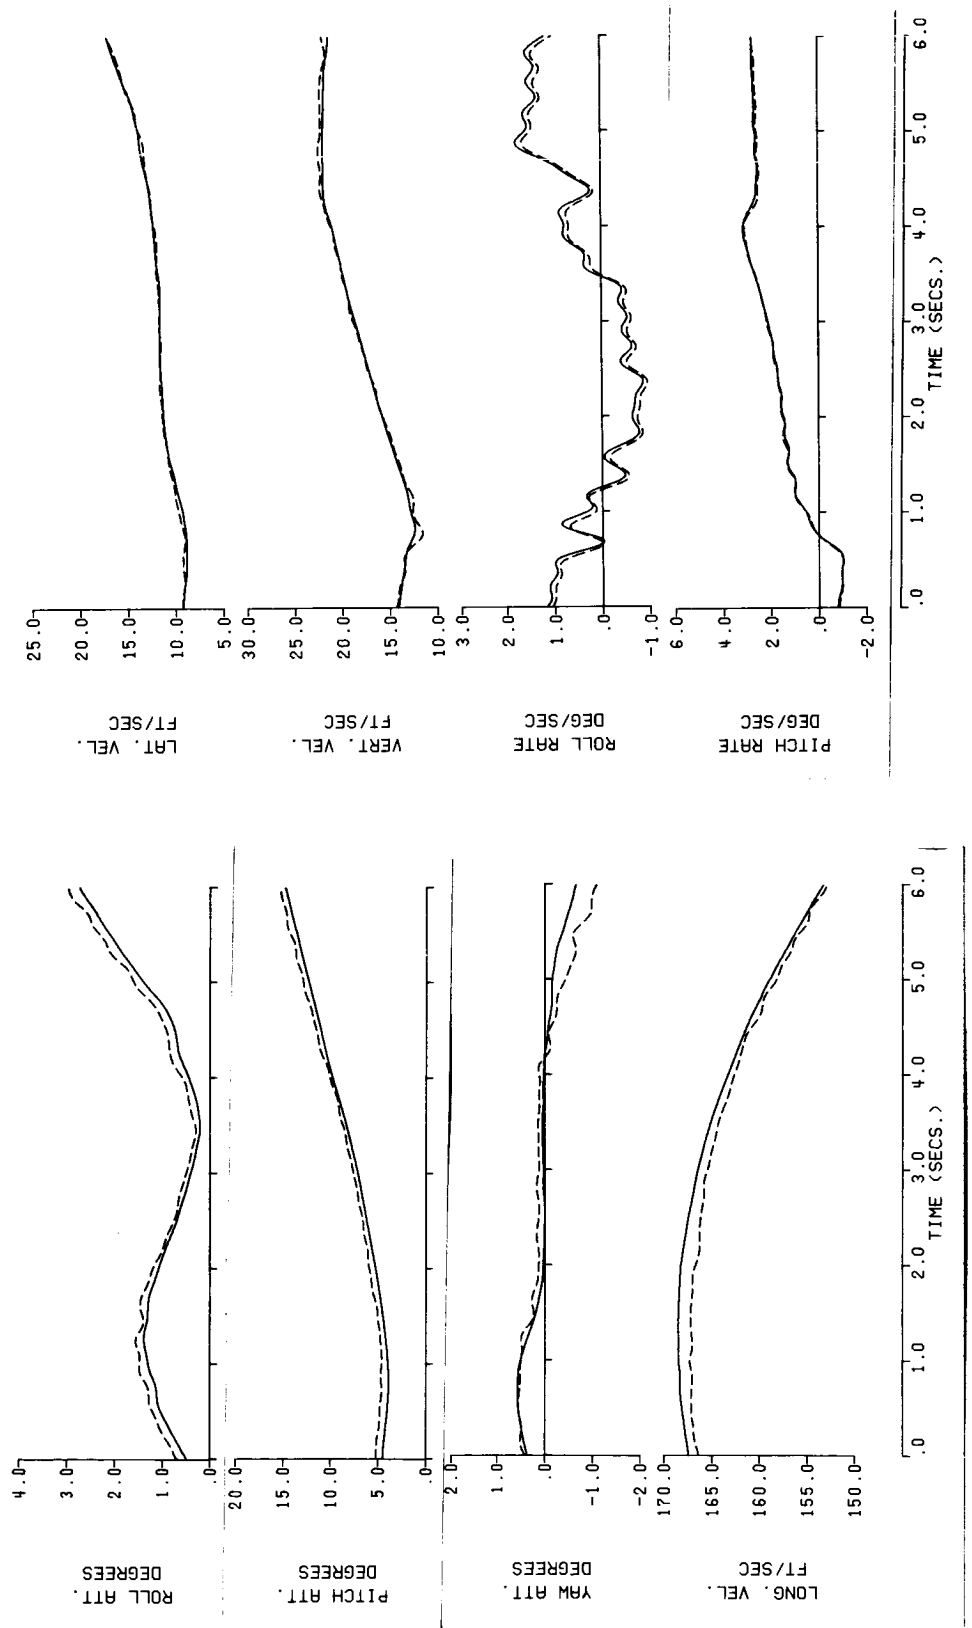 25.0
20.0
15.0
10.0
5.0
LAT. VEL.
FT/SEC
30.0
25.0
20.0
15.0
10.0
VERT. VEL.
FT/SEC
3.0
2.0
1.0
.0
-1.0
ROLL RATE
DEG/SEC
6.0
4.0
2.0
.0
-2.0
PITCH RATE
DEG/SEC
.0 1.0 2.0 3.0 4.0 5.0 6.0
TIME (SECS.)
4.0
3.0
2.0
1.0
.0
ROLL ATT.
DEGREES
20.0
15.0
10.0
5.0
.0
PITCH ATT.
DEGREES
2.0
1.0
.0
-1.0
-2.0
YAW ATT.
DEGREES
170.0
165.0
160.0
155.0
150.0
LONG. VEL.
FT/SEC
.0 1.0 2.0 3.0 4.0 5.0 6.0
TIME (SECS.)